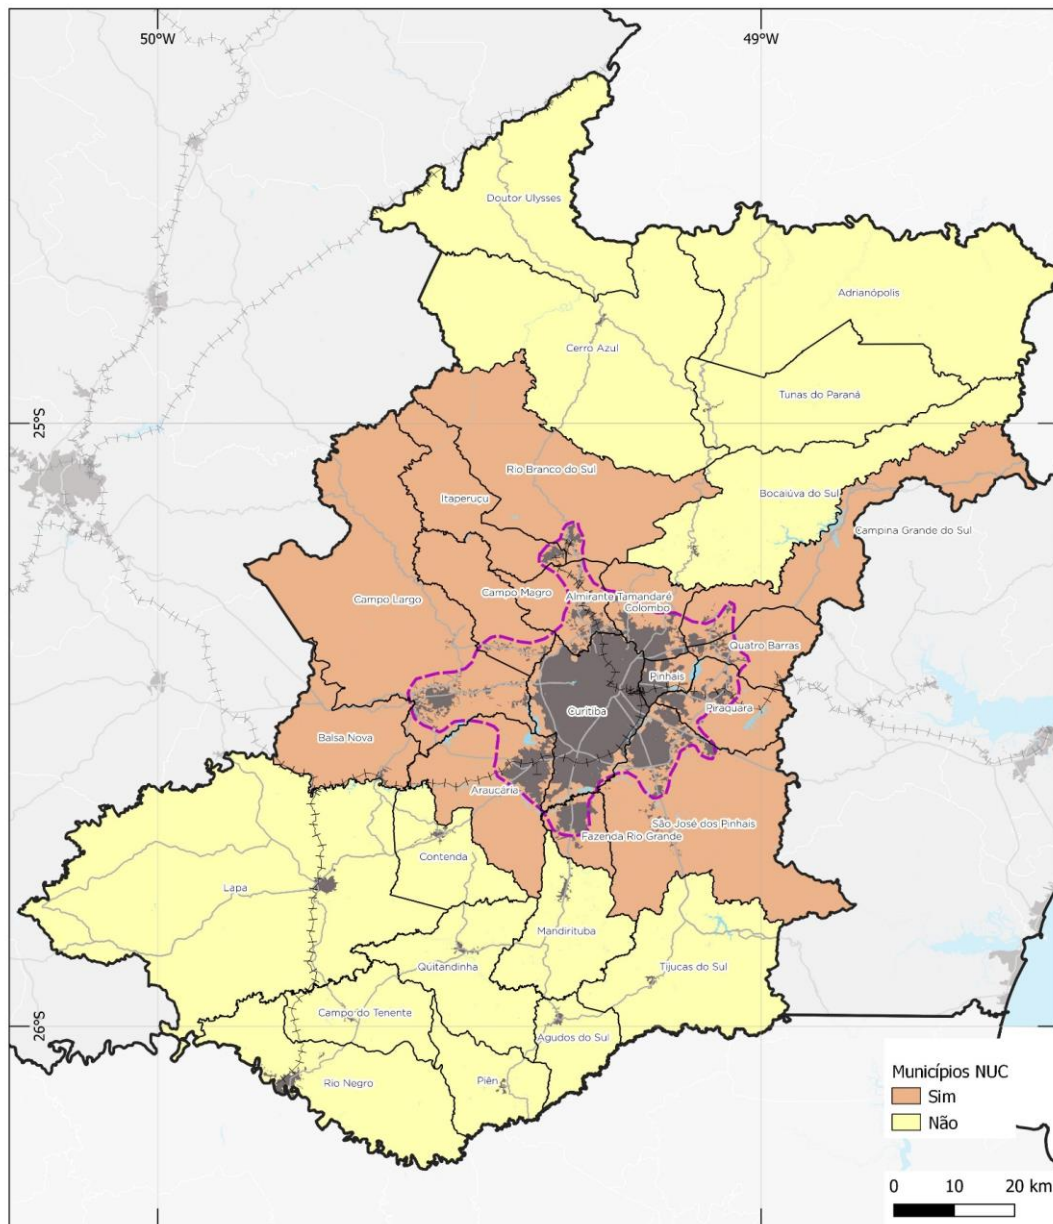 50°W
49°W
Doutor Ulysses
Adrianópolis
Cerro Azul
Tunas do Paraná
25°S
Rio Branco do Sul
Itaperuçu
Bocaiúva do Sul
Campina Grande do Sul
Campo Magro
Almirante Tamandaré
Campo Largo
Colombo
Quatro Barras
Pinhais
Piraquara
Curitiba
Balsa Nova
Araucária
São José dos Pinhais
Fazenda Rio Grande
Contenda
Lapa
Mandirituba
Quitandinha
Tijucas do Sul
26°S
Campo do Tenente
Agudos do Sul
Rio Negro
Piên
Municípios NUC
Sim
Não
0 10 20 km